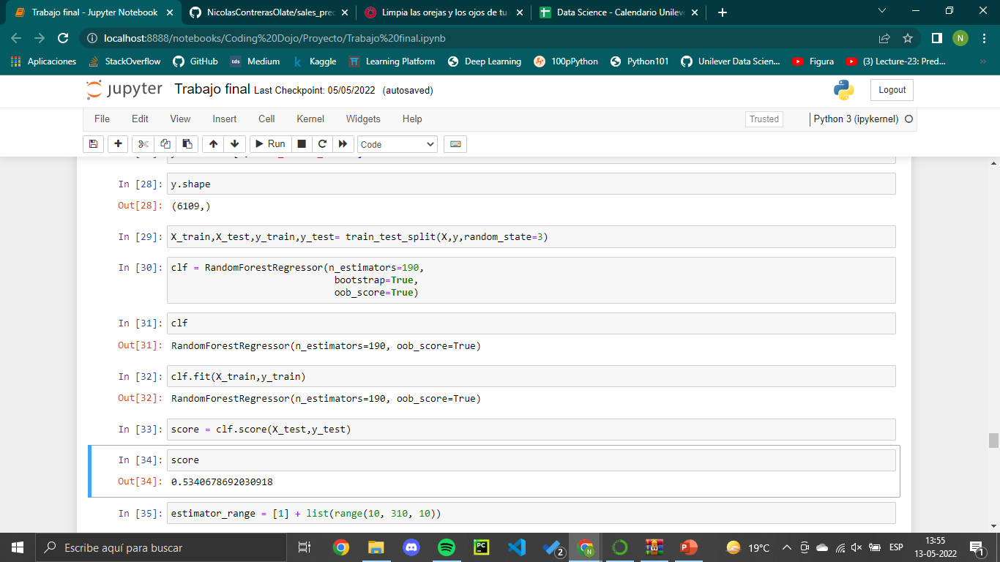 Trabajo final - Jupyter Notebook
NicolasContrerasOlate/sales_prec
Limpia las orejas y los ojos de tu
Data Science - Calendario Unileve
localhost:8888/notebooks/Coding%20Dojo/Proyecto/Trabajo%20final.ipynb
N
Aplicaciones StackOverflow GitHub tds Medium k Kaggle Learning Platform Deep Learning 100pPython Python101 Unilever Data Scien... Figura (3) Lecture-23: Pred... »
jupyter Trabajo final Last Checkpoint: 05/05/2022 (autosaved) Logout
File Edit View Insert Cell Kernel Widgets Help Trusted Python 3 (ipykernel)
Run Code
In [28]: y.shape
Out[28]: (6109,)
In [29]: X_train,X_test,y_train,y_test= train_test_split(X,y,random_state=3)
In [30]: clf = RandomForestRegressor(n_estimators=190,
bootstrap=True,
oob_score=True)
In [31]: clf
Out[31]: RandomForestRegressor(n_estimators=190, oob_score=True)
In [32]: clf.fit(X_train,y_train)
Out[32]: RandomForestRegressor(n_estimators=190, oob_score=True)
In [33]: score = clf.score(X_test,y_test)
In [34]: score
Out[34]: 0.5340678692030918
In [35]: estimator_range = [1] + list(range(10, 310, 10))
Escribe aquí para buscar
PC
2
N
19°C
ESP
13:55
13-05-2022
1